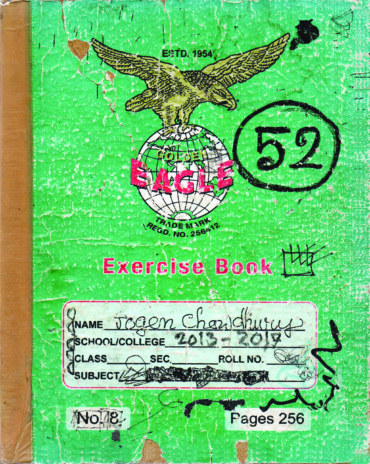 ESTD. 1954
52
GOLDEN
EAGLE
TRADE MARK
REGD. NO. 256412
Exercise Book
NAME Jogen Chowdhury
SCHOOL/COLLEGE 2013-2017
CLASS SEC. ROLL NO.
SUBJECT
No. 8. Pages 256